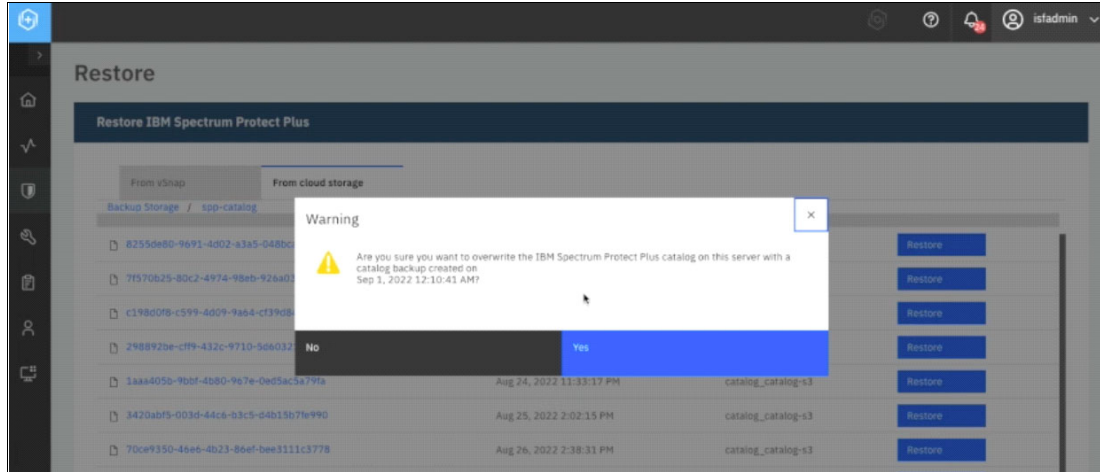 isfadmin
Restore
Restore IBM Spectrum Protect Plus
From vSnap
From cloud storage
Backup Storage / spp-catalog
Warning
Are you sure you want to overwrite the IBM Spectrum Protect Plus catalog on this server with a
catalog backup created on
Sep 1, 2022 12:10:41 AM?
No
Yes
8255de80-9691-4d02-a3a5-048bc
Restore
7f570b25-80c2-4974-98eb-926a03
Restore
c198d0f8-c599-4d09-9a64-cf39d8
Restore
298892be-cff9-432c-9710-5d6032
Restore
1aaa405b-9bbf-4b80-967e-0ed5ac5a79fa Aug 24, 2022 11:33:17 PM catalog_catalog-s3 Restore
3420abf5-003d-44c6-b3c5-d4b15b7fe990 Aug 25, 2022 2:02:15 PM catalog_catalog-s3 Restore
70ce9350-46e6-4b23-86ef-bee3111c3778 Aug 26, 2022 2:38:31 PM catalog_catalog-s3 Restore